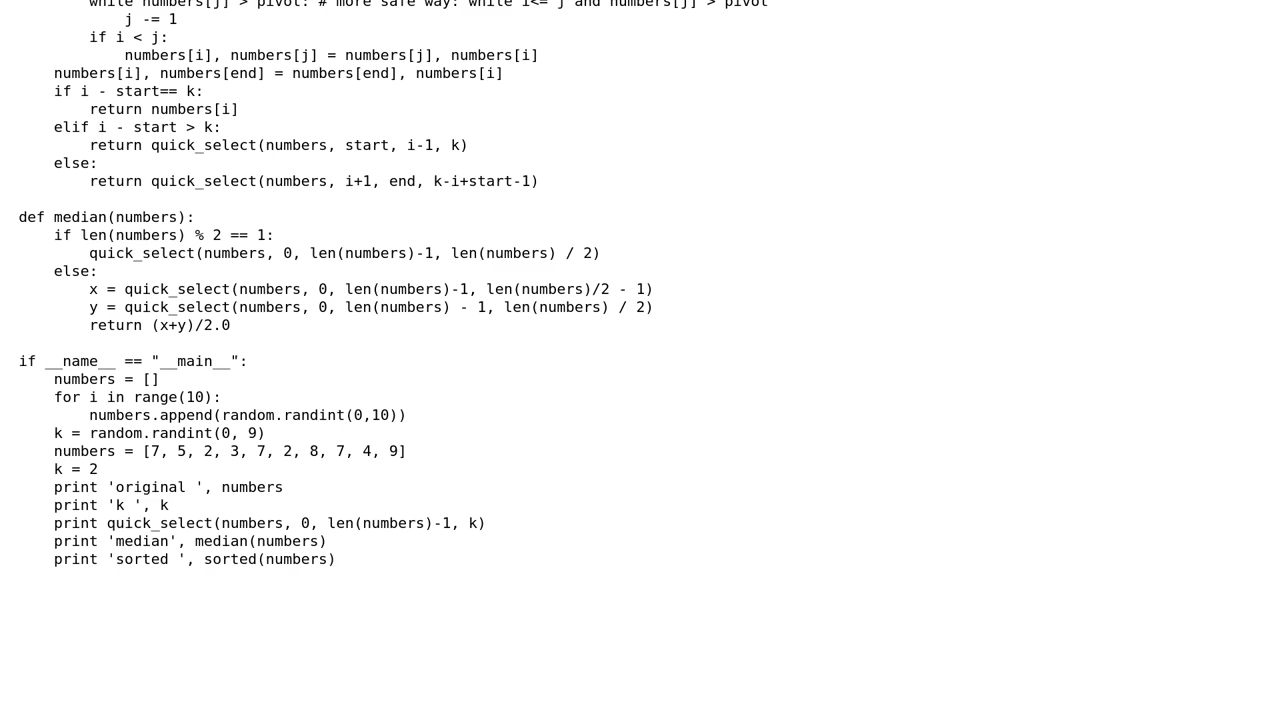 while numbers[j] > pivot: # more safe way: while i<= j and numbers[j] > pivot
j -= 1
if i < j:
numbers[i], numbers[j] = numbers[j], numbers[i]
numbers[i], numbers[end] = numbers[end], numbers[i]
if i - start== k:
return numbers[i]
elif i - start > k:
return quick_select(numbers, start, i-1, k)
else:
return quick_select(numbers, i+1, end, k-i+start-1)
def median(numbers):
if len(numbers) % 2 == 1:
quick_select(numbers, 0, len(numbers)-1, len(numbers) / 2)
else:
x = quick_select(numbers, 0, len(numbers)-1, len(numbers)/2 - 1)
y = quick_select(numbers, 0, len(numbers) - 1, len(numbers) / 2)
return (x+y)/2.0
if __name__ == "__main__":
numbers = []
for i in range(10):
numbers.append(random.randint(0,10))
k = random.randint(0, 9)
numbers = [7, 5, 2, 3, 7, 2, 8, 7, 4, 9]
k = 2
print 'original ', numbers
print 'k ', k
print quick_select(numbers, 0, len(numbers)-1, k)
print 'median', median(numbers)
print 'sorted ', sorted(numbers)